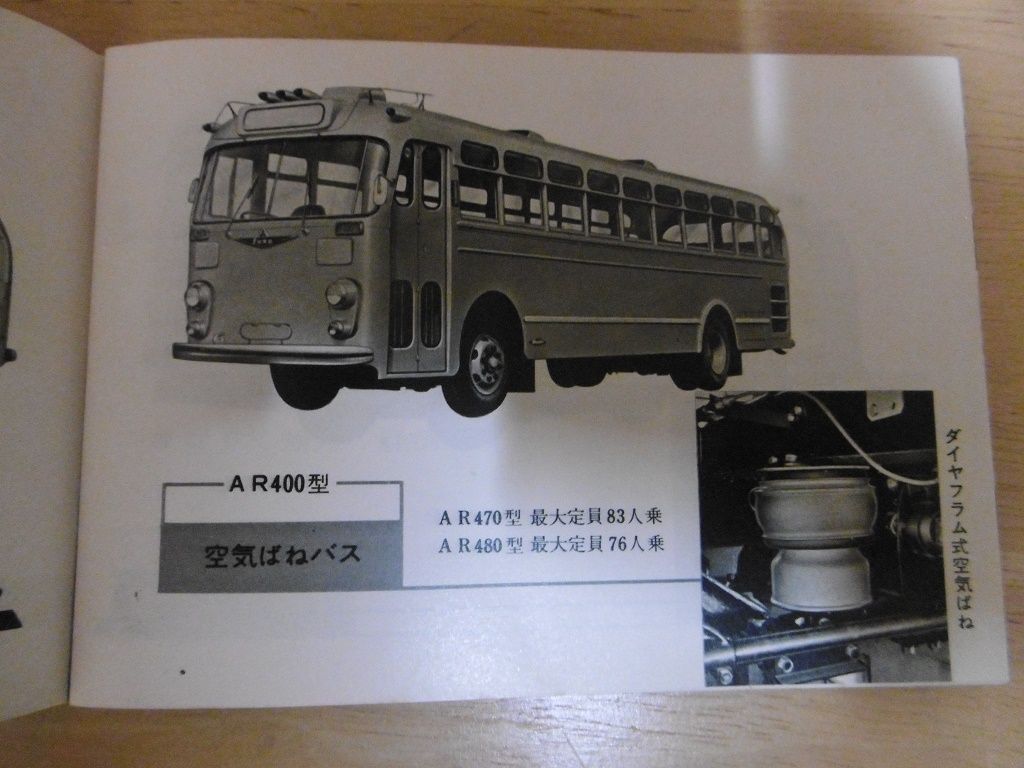 FUSO
AR400型
空気ばねバス
AR470型 最大定員83人乗
AR480型 最大定員76人乗
ダイヤフラム式空気ばね